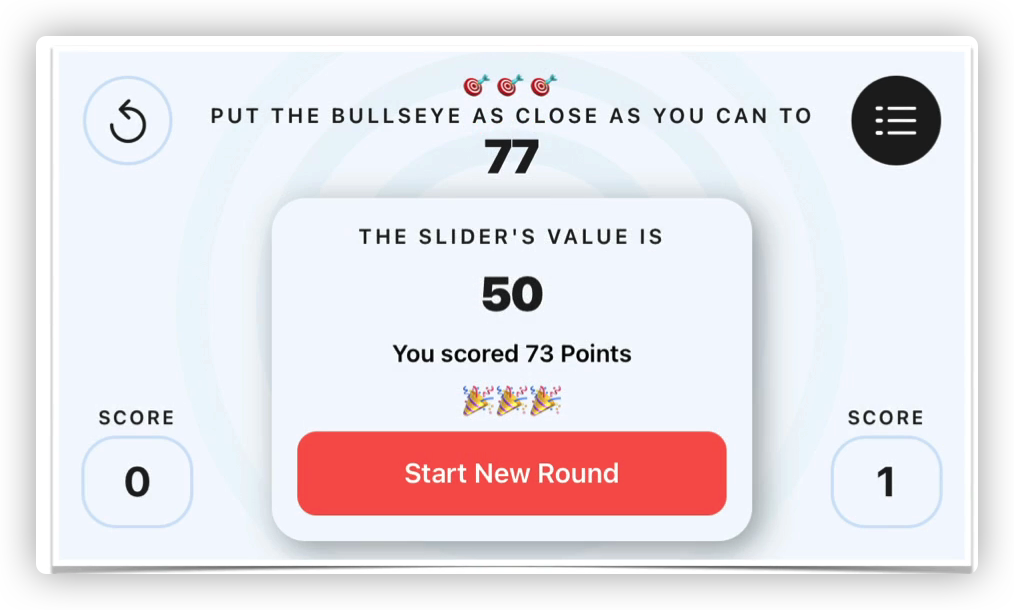 PUT THE BULLSEYE AS CLOSE AS YOU CAN TO
77
THE SLIDER'S VALUE IS
50
You scored 73 Points
Start New Round
SCORE
0
SCORE
1